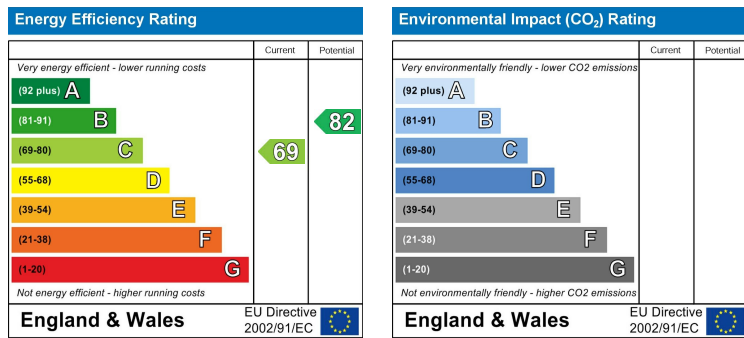 Energy Efficiency Rating
Current Potential
Very energy efficient - lower running costs
(92 plus) A
(81-91) B
82
(69-80) C
69
(55-68) D
(39-54) E
(21-38) F
(1-20) G
Not energy efficient - higher running costs
England & Wales
EU Directive
2002/91/EC
Environmental Impact (CO2) Rating
Current Potential
Very environmentally friendly - lower CO2 emissions
(92 plus) A
(81-91) B
(69-80) C
(55-68) D
(39-54) E
(21-38) F
(1-20) G
Not environmentally friendly - higher CO2 emissions
England & Wales
EU Directive
2002/91/EC